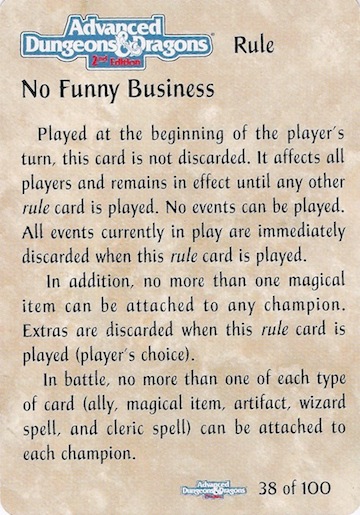 Advanced
Dungeons & Dragons®
2nd Edition
Rule
No Funny Business
Played at the beginning of the player's
turn, this card is not discarded. It affects all
players and remains in effect until any other
rule card is played. No events can be played.
All events currently in play are immediately
discarded when this rule card is played.
In addition, no more than one magical
item can be attached to any champion.
Extras are discarded when this rule card is
played (player's choice).
In battle, no more than one of each type
of card (ally, magical item, artifact, wizard
spell, and cleric spell) can be attached to
each champion.
Advanced
Dungeons & Dragons
38 of 100